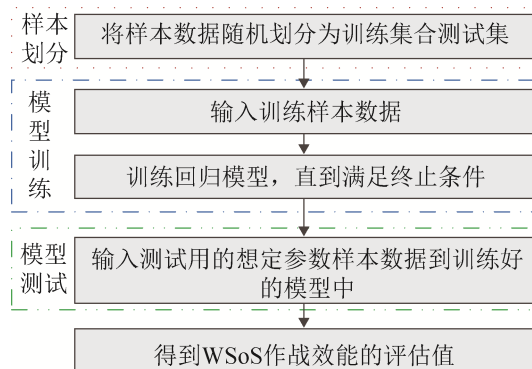 样本
划分
将样本数据随机划分为训练集合测试集
模
型
训
练
输入训练样本数据
训练回归模型，直到满足终止条件
模型
测试
输入测试用的想定参数样本数据到训练好
的模型中
得到WSoS作战效能的评估值